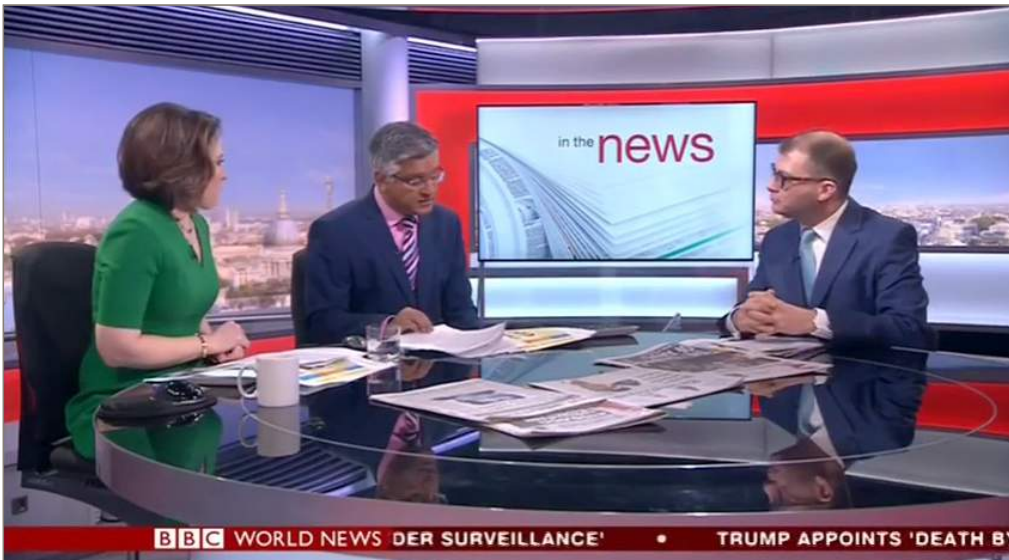 in the news
BBC WORLD NEWS DER SURVEILLANCE' • TRUMP APPOINTS 'DEATH BY